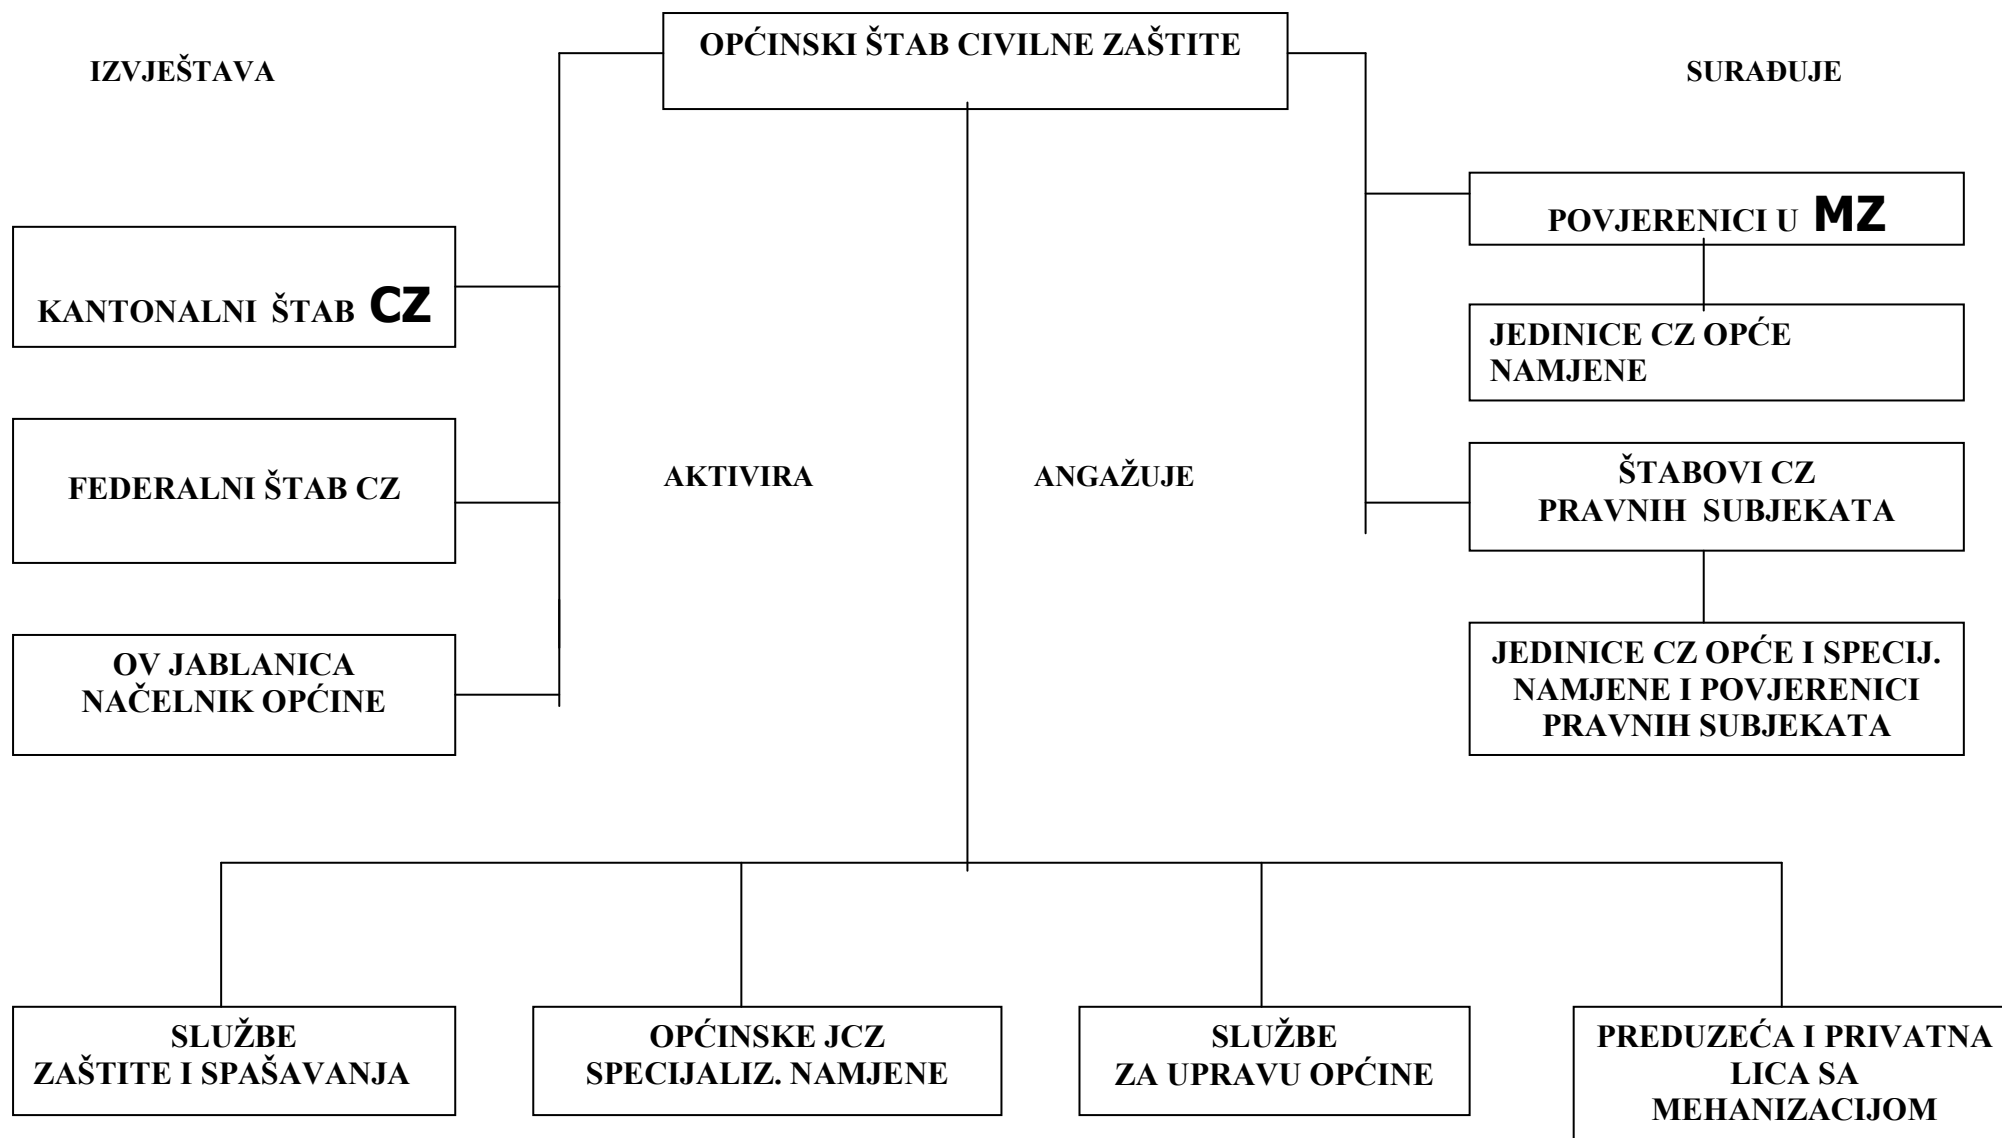 OPĆINSKI ŠTAB CIVILNE ZAŠTITE
IZVJEŠTAVA
SURAĐUJE
POVJERENICI U MZ
KANTONALNI ŠTAB CZ
JEDINICE CZ OPĆE
NAMJENE
FEDERALNI ŠTAB CZ
AKTIVIRA
ANGAŽUJE
ŠTABOVI CZ
PRAVNIH SUBJEKATA
OV JABLANICA
NAČELNIK OPĆINE
JEDINICE CZ OPĆE I SPECIJ.
NAMJENE I POVJERENICI
PRAVNIH SUBJEKATA
SLUŽBE
ZAŠTITE I SPAŠAVANJA
OPĆINSKE JCZ
SPECIJALIZ. NAMJENE
SLUŽBE
ZA UPRAVU OPĆINE
PREDUZEĆA I PRIVATNA
LICA SA
MEHANIZACIJOM